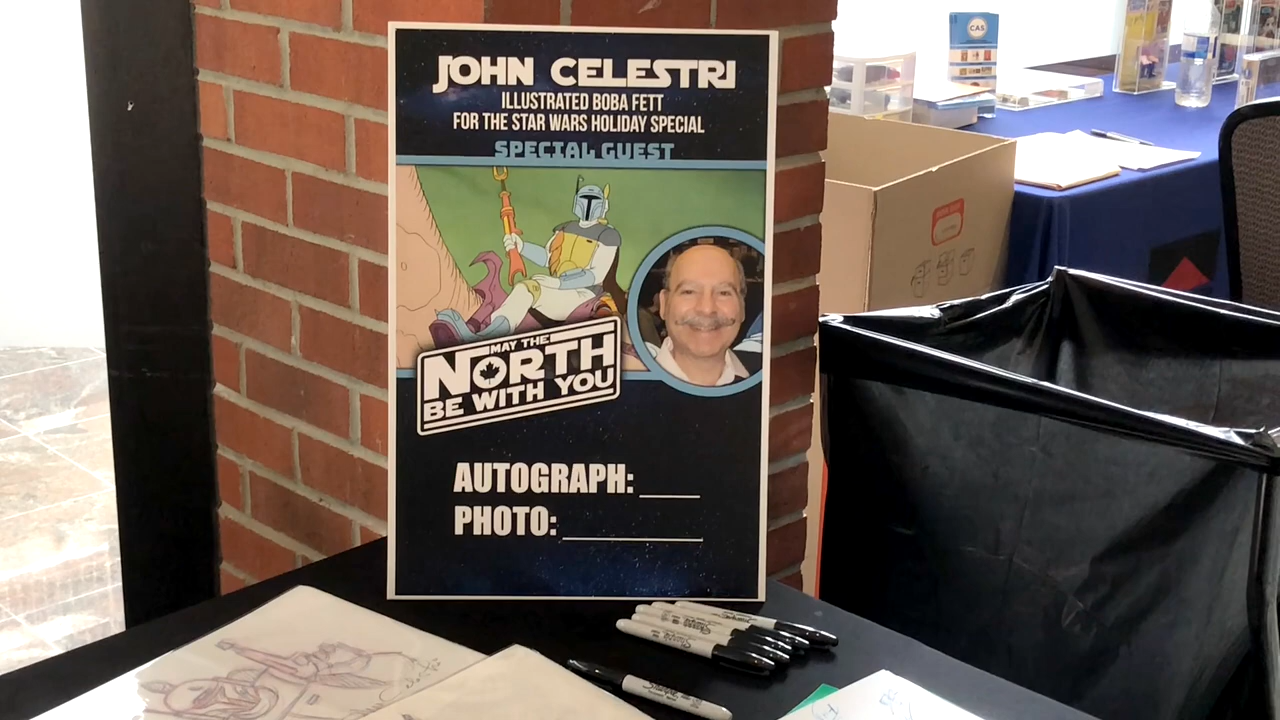 JOHN CELESTRI
ILLUSTRATED BOBA FETT
FOR THE STAR WARS HOLIDAY SPECIAL
SPECIAL GUEST
MAY THE
NORTH
BE WITH YOU
AUTOGRAPH: ____
PHOTO: ________
CAS